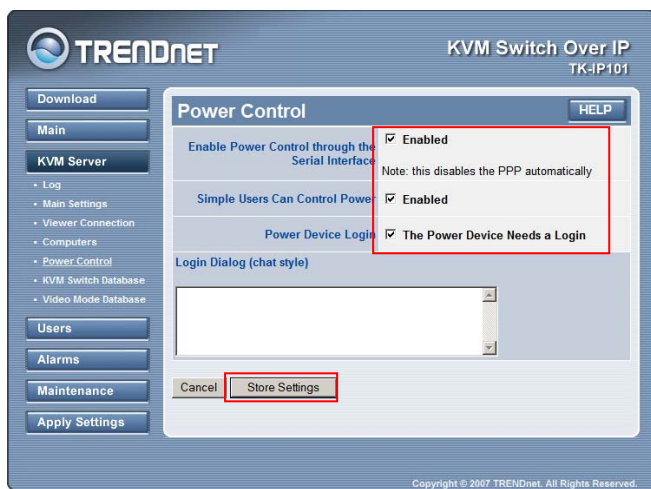 TRENDNET
KVM Switch Over IP
TK-IP101
Download
Main
KVM Server
Log
Main Settings
Viewer Connection
Computers
Power Control
KVM Switch Database
Video Mode Database
Users
Alarms
Maintenance
Apply Settings
Power Control
HELP
Enable Power Control through the Serial Interface
Enabled
Note: this disables the PPP automatically
Simple Users Can Control Power
Enabled
Power Device Login
The Power Device Needs a Login
Login Dialog (chat style)
Cancel
Store Settings
Copyright © 2007 TRENDnet. All Rights Reserved.